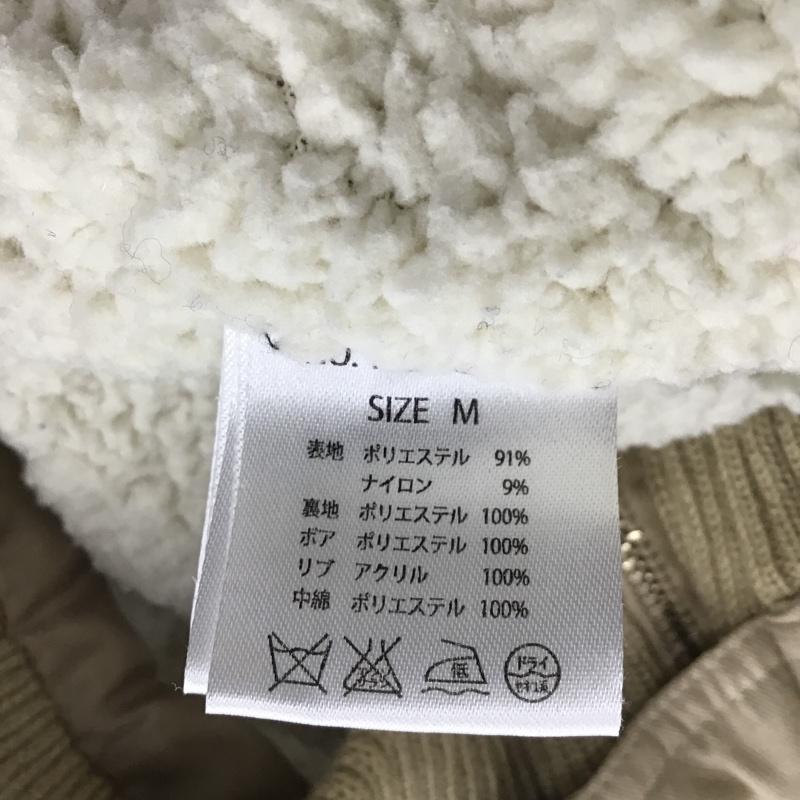 SIZE M
表地 ポリエステル 91%
ナイロン 9%
裏地 ポリエステル 100%
ボア ポリエステル 100%
リブ アクリル 100%
中綿 ポリエステル 100%
低 ドライ